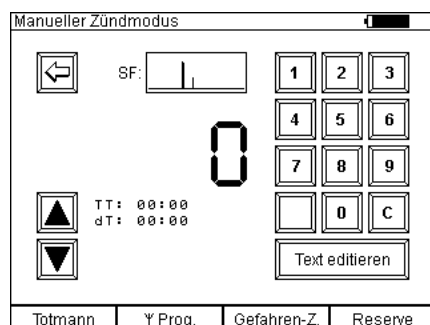 Manueller Zündmodus
SF:
1 2 3
4 5 6
0
7 8 9
TT: 00:00
dT: 00:00
0 C
Text editieren
Totmann Prog. Gefahren-Z. Reserve